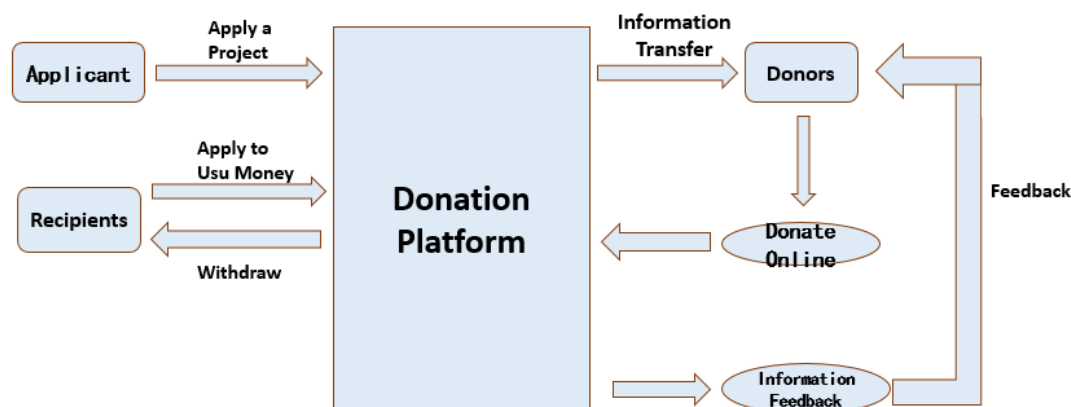 Apply a
Project
Applicant
Information
Transfer
Donors
Apply to
Usu Money
Recipients
Withdraw
Donation
Platform
Donate
Online
Feedback
Information
Feedback